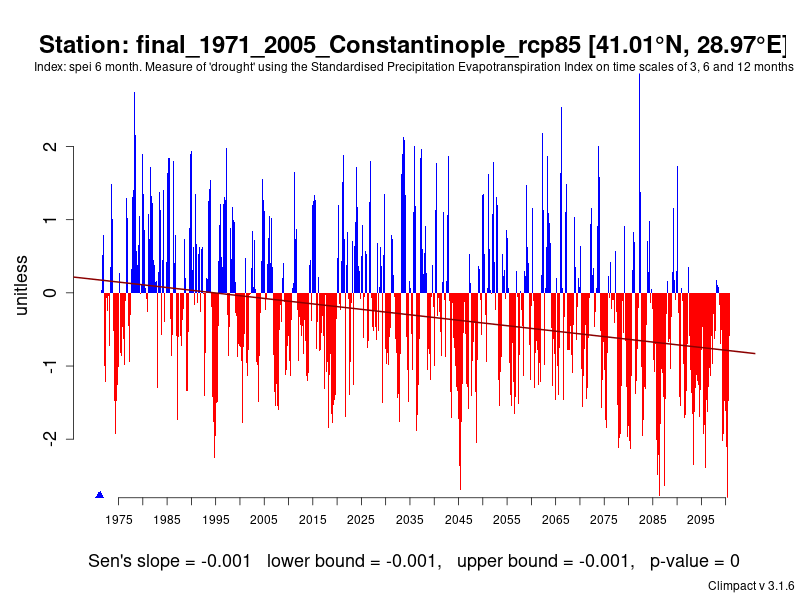 Station: final_1971_2005_Constantinople_rcp85 [41.01°N, 28.97°E]
Index: spei 6 month. Measure of 'drought' using the Standardised Precipitation Evapotranspiration Index on time scales of 3, 6 and 12 months
2
1
0
-1
-2
unitless
1975 1985 1995 2005 2015 2025 2035 2045 2055 2065 2075 2085 2095
Sen's slope = -0.001 lower bound = -0.001, upper bound = -0.001, p-value = 0
Climpact v 3.1.6